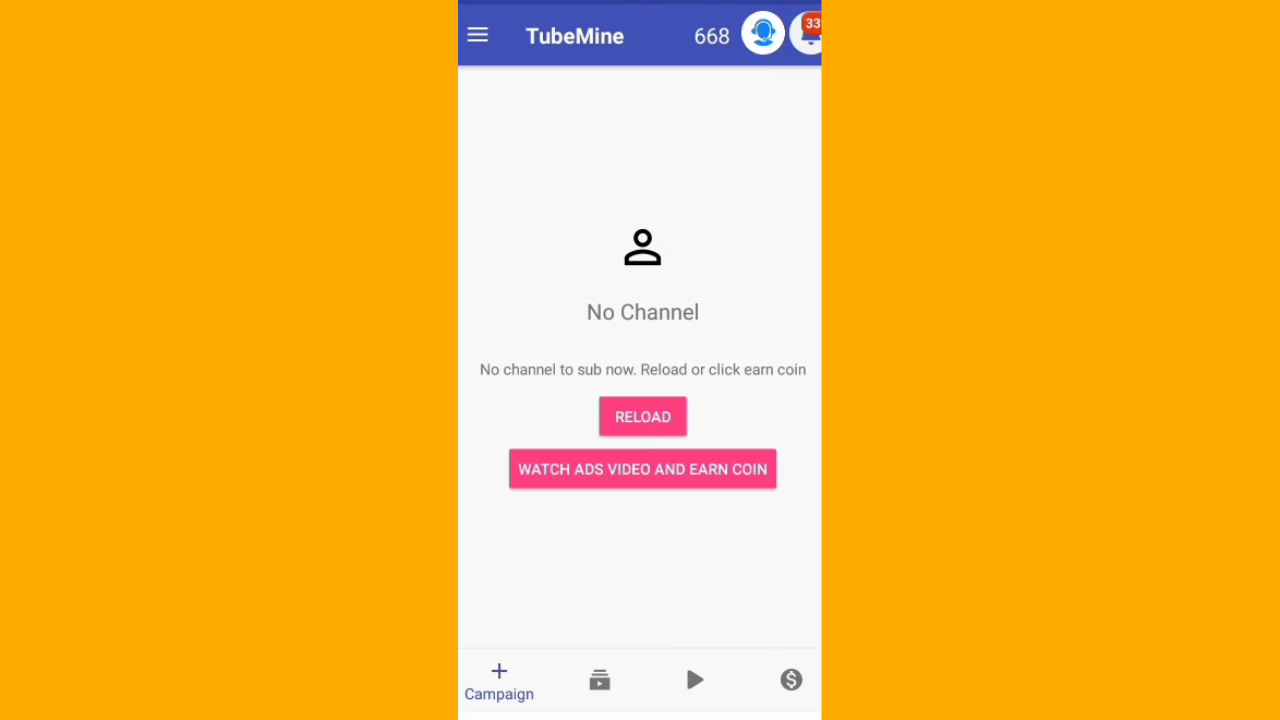 TubeMine 668 33
No Channel
No channel to sub now. Reload or click earn coin
RELOAD
WATCH ADS VIDEO AND EARN COIN
Campaign